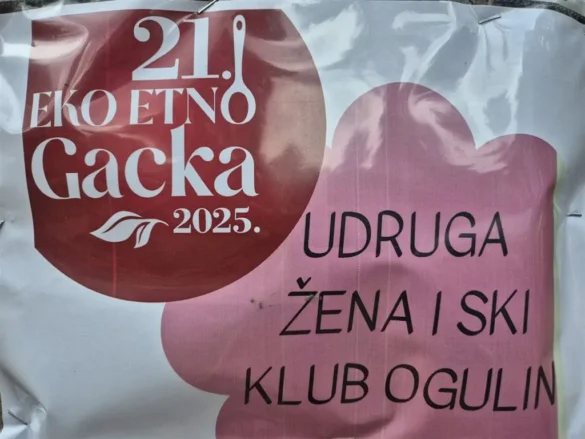 21.
EKO ETNO
Gacka
2025.
UDRUGA
ŽENA I SKI
KLUB OGULIN